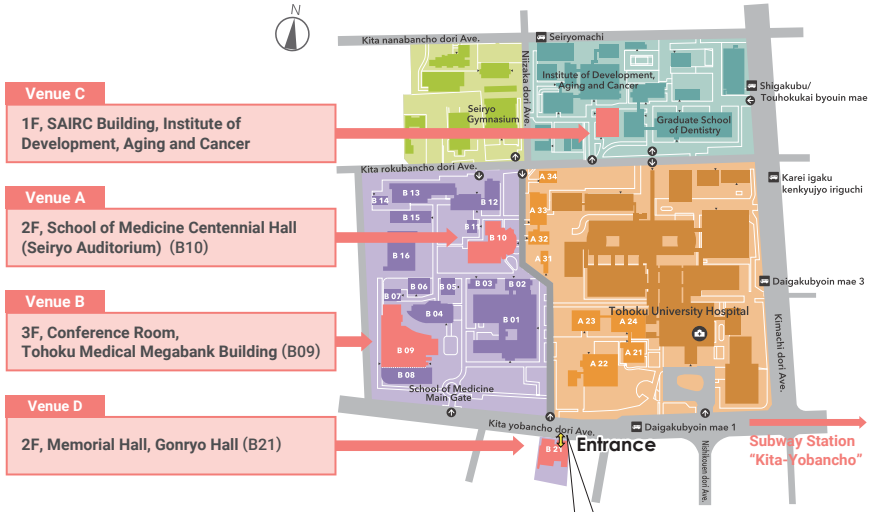 N
Kita nanabancho dori Ave.
Seiryomachi
Niizaka dori Ave.
Institute of Development,
Aging and Cancer
Shigakubu/
Touhokukai byouin mae
Seiryo
Gymnasium
Graduate School
of Dentistry
Venue C
1F, SAIRC Building, Institute of
Development, Aging and Cancer
Kita rokubancho dori Ave.
Karei igaku
kenkyujyo iriguchi
Venue A
2F, School of Medicine Centennial Hall
(Seiryo Auditorium) (B10)
B 14
B 13
B 12
B 15
B 11
B 10
B 16
A 34
A 33
A 32
A 31
Daigakubyoin mae 3
Venue B
3F, Conference Room,
Tohoku Medical Megabank Building (B09)
B 07
B 06
B 05
B 03
B 02
B 04
B 01
B 09
B 08
A 23
A 24
A 21
A 22
Tohoku University Hospital
Kimachi dori Ave.
School of Medicine
Main Gate
Venue D
2F, Memorial Hall, Gonryo Hall (B21)
Kita yobancho dori Ave.
Daigakubyoin mae 1
Entrance
B 21
Nishikouen dori Ave.
Subway Station
"Kita-Yobancho"